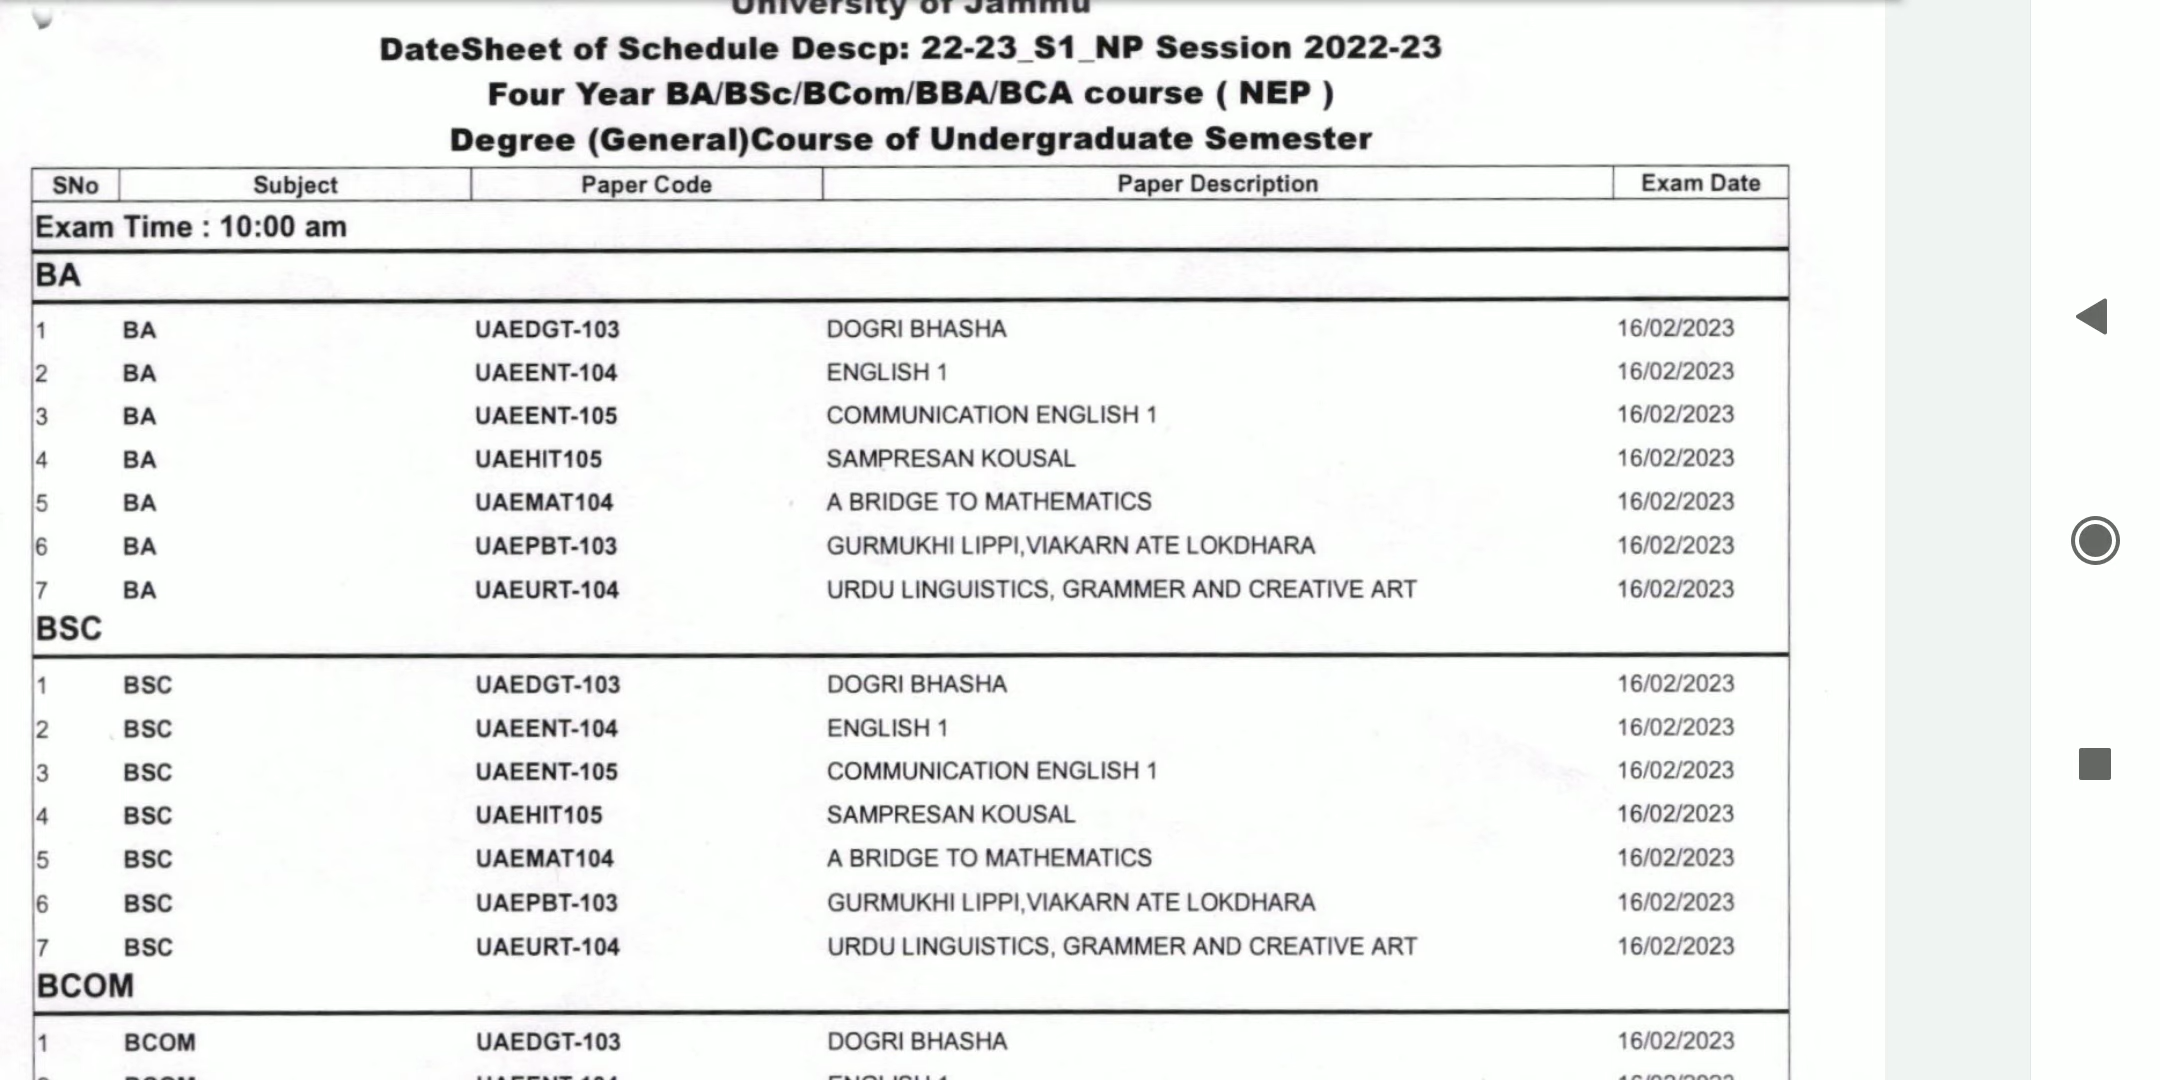 University of Jammu
DateSheet of Schedule Descp: 22-23_S1_NP Session 2022-23
Four Year BA/BSc/BCom/BBA/BCA course ( NEP )
Degree (General)Course of Undergraduate Semester
SNo Subject Paper Code Paper Description Exam Date
Exam Time : 10:00 am
BA
1 BA UAEDGT-103 DOGRI BHASHA 16/02/2023
2 BA UAEENT-104 ENGLISH 1 16/02/2023
3 BA UAEENT-105 COMMUNICATION ENGLISH 1 16/02/2023
4 BA UAEHIT105 SAMPRESAN KOUSAL 16/02/2023
5 BA UAEMAT104 A BRIDGE TO MATHEMATICS 16/02/2023
6 BA UAEPBT-103 GURMUKHI LIPPI,VIAKARN ATE LOKDHARA 16/02/2023
7 BA UAEURT-104 URDU LINGUISTICS, GRAMMER AND CREATIVE ART 16/02/2023
BSC
1 BSC UAEDGT-103 DOGRI BHASHA 16/02/2023
2 BSC UAEENT-104 ENGLISH 1 16/02/2023
3 BSC UAEENT-105 COMMUNICATION ENGLISH 1 16/02/2023
4 BSC UAEHIT105 SAMPRESAN KOUSAL 16/02/2023
5 BSC UAEMAT104 A BRIDGE TO MATHEMATICS 16/02/2023
6 BSC UAEPBT-103 GURMUKHI LIPPI,VIAKARN ATE LOKDHARA 16/02/2023
7 BSC UAEURT-104 URDU LINGUISTICS, GRAMMER AND CREATIVE ART 16/02/2023
BCOM
1 BCOM UAEDGT-103 DOGRI BHASHA 16/02/2023